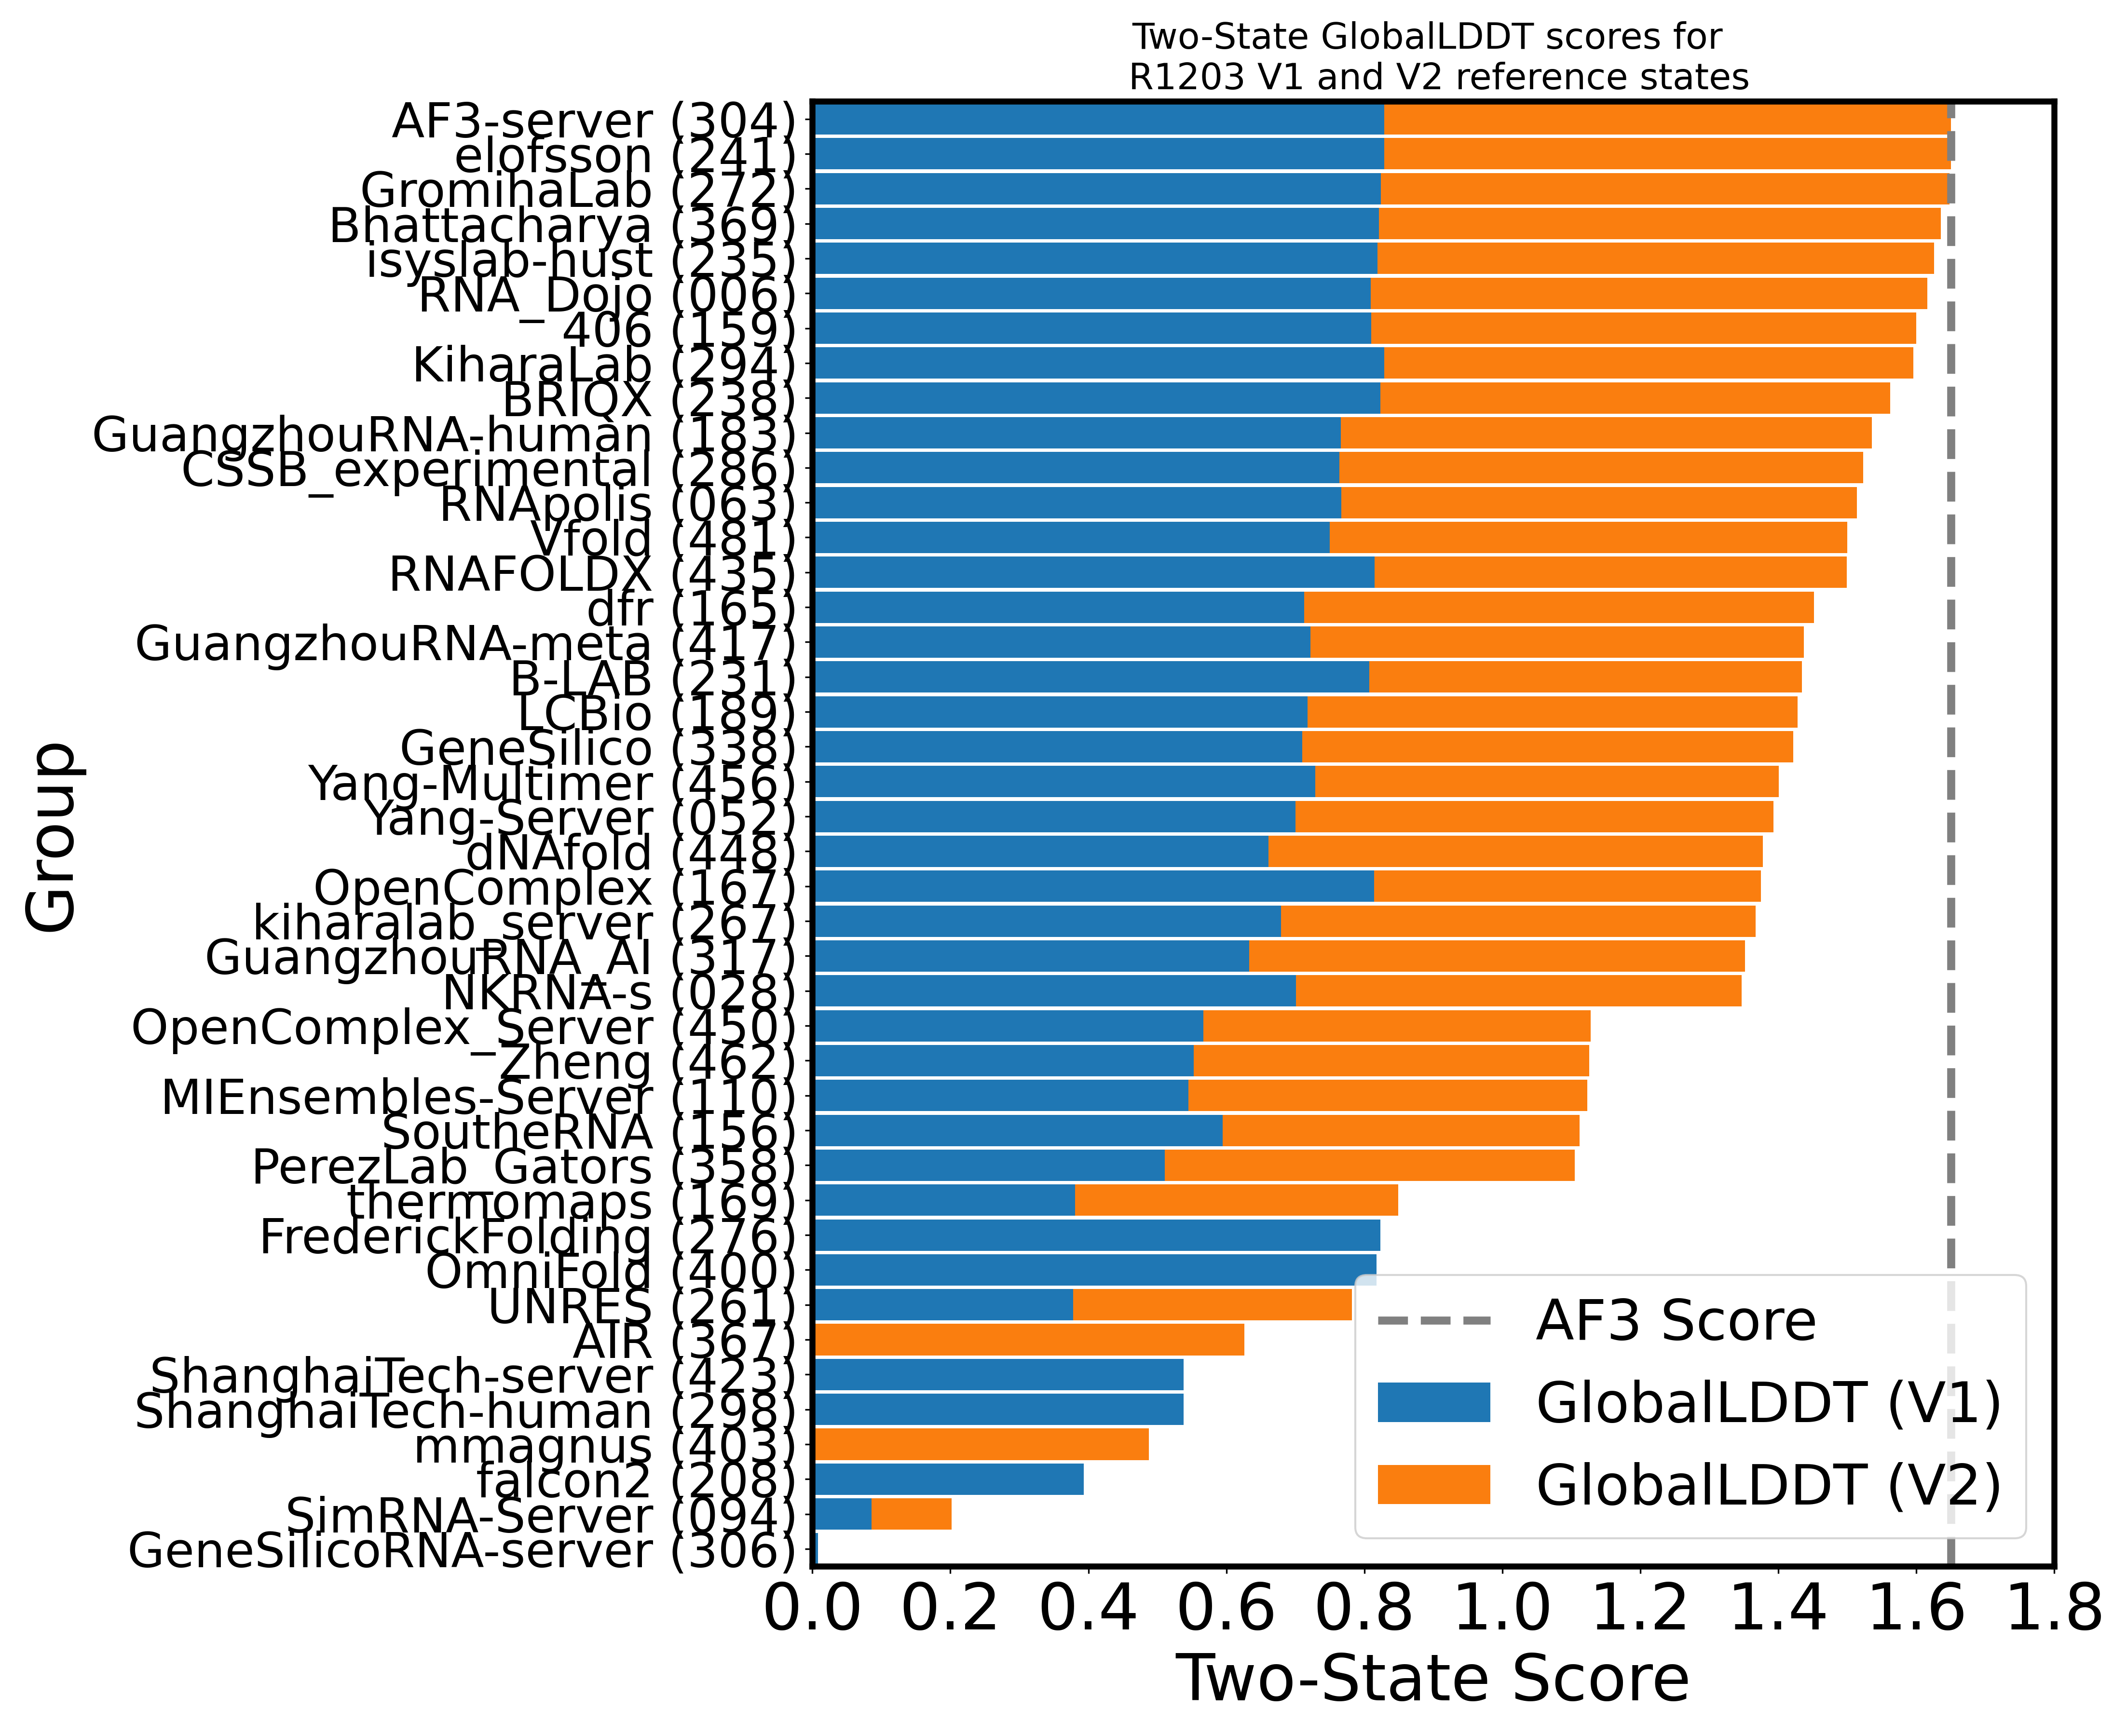 Two-State GlobalLDDT scores for
R1203 V1 and V2 reference states
Group
AF3-server (304)
elofsson (241)
GromihaLab (272)
Bhattacharya (369)
isyslab-hust (235)
RNA_Dojo (006)
406 (159)
KiharaLab (294)
BRIQX (238)
GuangzhouRNA-human (183)
CSSB_experimental (286)
RNApolis (063)
Vfold (481)
RNAFOLDX (435)
dfr (165)
GuangzhouRNA-meta (417)
B-LAB (231)
LCBio (189)
GeneSilico (338)
Yang-Multimer (456)
Yang-Server (052)
dNAfold (448)
OpenComplex (167)
kiharalab_server (267)
GuangzhouRNA_AI (317)
NKRNA-s (028)
OpenComplex_Server (450)
Zheng (462)
MIEnsembles-Server (110)
SoutheRNA (156)
PerezLab_Gators (358)
thermomaps (169)
FrederickFolding (276)
OmniFold (400)
UNRES (261)
AIR (367)
ShanghaiTech-server (423)
ShanghaiTech-human (298)
mmagnus (403)
falcon2 (208)
SimRNA-Server (094)
GeneSilicoRNA-server (306)
AF3 Score
GlobalLDDT (V1)
GlobalLDDT (V2)
0.0 0.2 0.4 0.6 0.8 1.0 1.2 1.4 1.6 1.8
Two-State Score